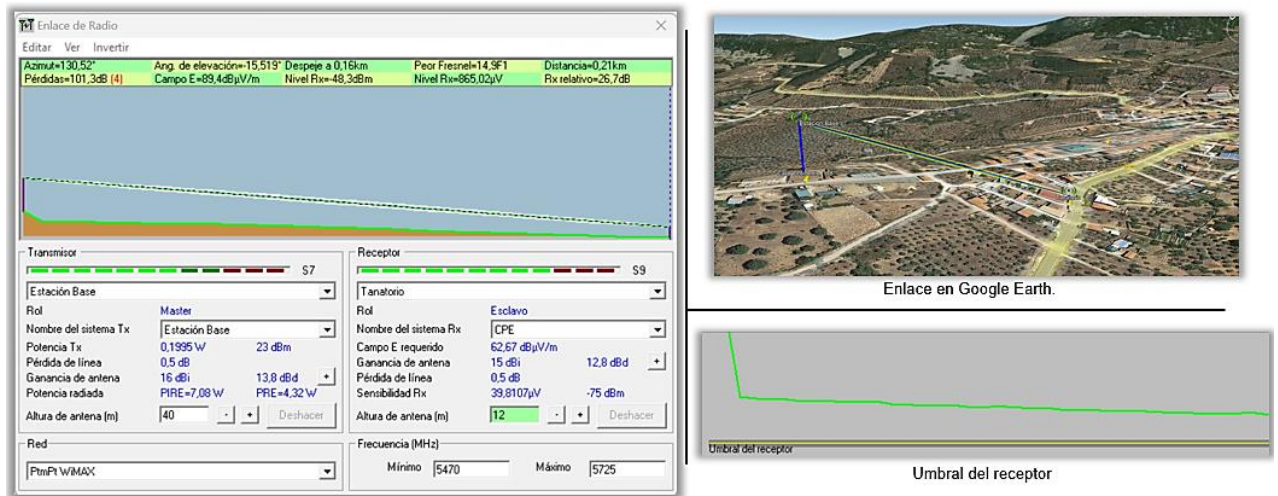 Enlace de Radio
Editar Ver Invertir
Azimut=130,52° Ang. de elevación=-15,519° Despeje a 0,16km Peor Fresnel=14,9F1 Distancia=0,21km
Pérdidas=101,3dB (4) Campo E=89,4dBµV/m Nivel Rx=-48,3dBm Nivel Rx=865,02µV Rx relativo=26,7dB
Transmisor
S7
Estación Base
Rol Master
Nombre del sistema Tx Estación Base
Potencia Tx 0,1995 W 23 dBm
Pérdida de línea 0,5 dB
Ganancia de antena 16 dBi 13,8 dBd +
Potencia radiada PIRE=7,08 W PRE=4,32 W
Altura de antena (m) 40 - + Deshacer
Receptor
S9
Tanatorio
Rol Esclavo
Nombre del sistema Rx CPE
Campo E requerido 62,67 dBµV/m
Ganancia de antena 15 dBi 12,8 dBd +
Pérdida de línea 0,5 dB
Sensibilidad Rx 39,8107µV -75 dBm
Altura de antena (m) 12 - + Deshacer
Red
PtmPt WiMAX
Frecuencia (MHz)
Mínimo 5470 Máximo 5725
Estación Base
Enlace en Google Earth.
Umbral del receptor
Umbral del receptor